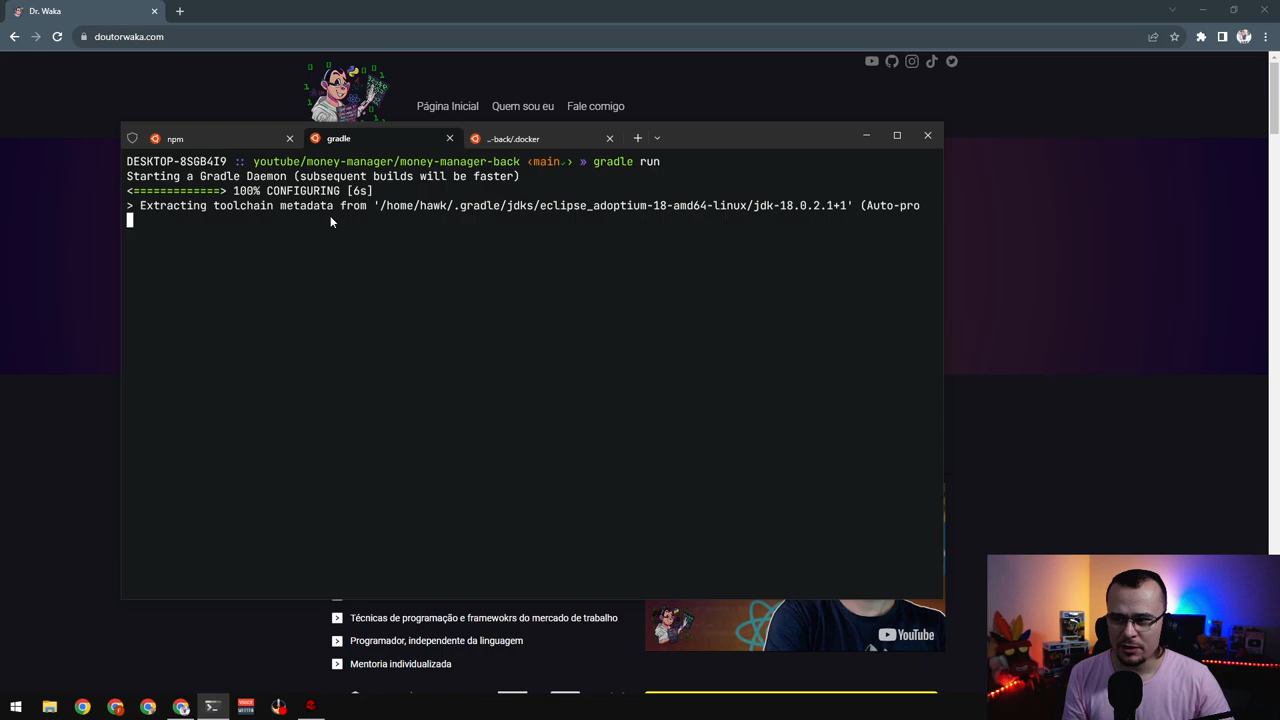 Dr. Waka
doutorwaka.com
Página Inicial Quem sou eu Fale comigo
npm
gradle
..-back/.docker
DESKTOP-8SGB4I9 :: youtube/money-manager/money-manager-back ‹main✓› » gradle run
Starting a Gradle Daemon (subsequent builds will be faster)
<=============> 100% CONFIGURING [6s]
> Extracting toolchain metadata from '/home/hawk/.gradle/jdks/eclipse_adoptium-18-amd64-linux/jdk-18.0.2.1+1' (Auto-pro
Técnicas de programação e framewokrs do mercado de trabalho
Programador, independente da linguagem
Mentoria individualizada
YouTube